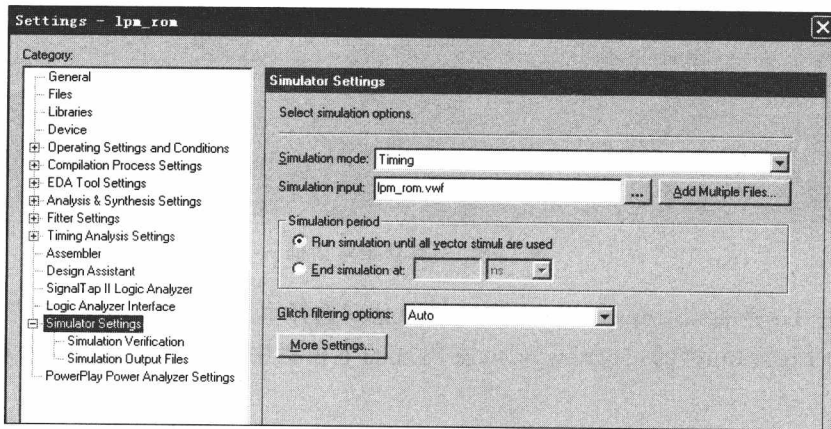 Settings - lpm_rom
Category:
General
Files
Libraries
Device
Operating Settings and Conditions
Compilation Process Settings
EDA Tool Settings
Analysis & Synthesis Settings
Fitter Settings
Timing Analysis Settings
Assembler
Design Assistant
SignalTap II Logic Analyzer
Logic Analyzer Interface
Simulator Settings
Simulation Verification
Simulation Output Files
PowerPlay Power Analyzer Settings
Simulator Settings
Select simulation options.
Simulation mode: Timing
Simulation input: lpm_rom.vwf ... Add Multiple Files...
Simulation period
Run simulation until all vector stimuli are used
End simulation at: ns
Glitch filtering options: Auto
More Settings...